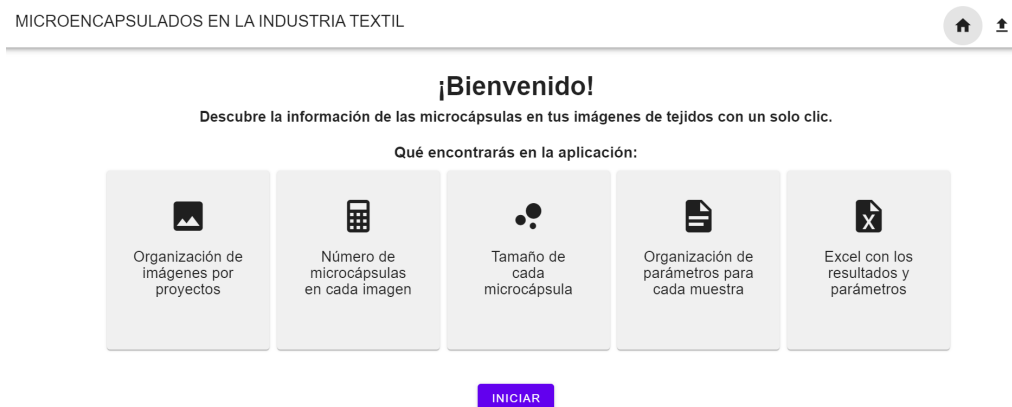 MICROENCAPSULADOS EN LA INDUSTRIA TEXTIL
¡Bienvenido!
Descubre la información de las microcápsulas en tus imágenes de tejidos con un solo clic.
Qué encontrarás en la aplicación:
Organización de
imágenes por
proyectos
Número de
microcápsulas
en cada imagen
Tamaño de
cada
microcápsula
Organización de
parámetros para
cada muestra
X
Excel con los
resultados y
parámetros
INICIAR